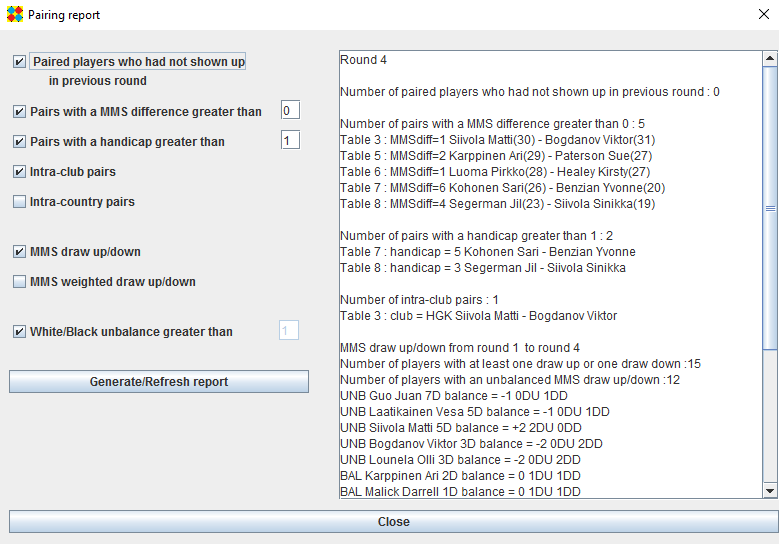 Pairing report
Paired players who had not shown up
in previous round
Pairs with a MMS difference greater than 0
Pairs with a handicap greater than 1
Intra-club pairs
Intra-country pairs
MMS draw up/down
MMS weighted draw up/down
White/Black unbalance greater than 1
Generate/Refresh report
Round 4
Number of paired players who had not shown up in previous round : 0
Number of pairs with a MMS difference greater than 0 : 5
Table 3 : MMSdiff=1 Siivola Matti(30) - Bogdanov Viktor(31)
Table 5 : MMSdiff=2 Karppinen Ari(29) - Paterson Sue(27)
Table 6 : MMSdiff=1 Luoma Pirkko(28) - Healey Kirsty(27)
Table 7 : MMSdiff=6 Kohonen Sari(26) - Benzian Yvonne(20)
Table 8 : MMSdiff=4 Segerman Jil(23) - Siivola Sinikka(19)
Number of pairs with a handicap greater than 1 : 2
Table 7 : handicap = 5 Kohonen Sari - Benzian Yvonne
Table 8 : handicap = 3 Segerman Jil - Siivola Sinikka
Number of intra-club pairs : 1
Table 3 : club = HGK Siivola Matti - Bogdanov Viktor
MMS draw up/down from round 1 to round 4
Number of players with at least one draw up or one draw down :15
Number of players with an unbalanced MMS draw up/down :12
UNB Guo Juan 7D balance = -1 0DU 1DD
UNB Laatikainen Vesa 5D balance = -1 0DU 1DD
UNB Siivola Matti 5D balance = +2 2DU 0DD
UNB Bogdanov Viktor 3D balance = -2 0DU 2DD
UNB Lounela Olli 3D balance = -2 0DU 2DD
BAL Karppinen Ari 2D balance = 0 1DU 1DD
BAL Malick Darrell 1D balance = 0 1DU 1DD
Close